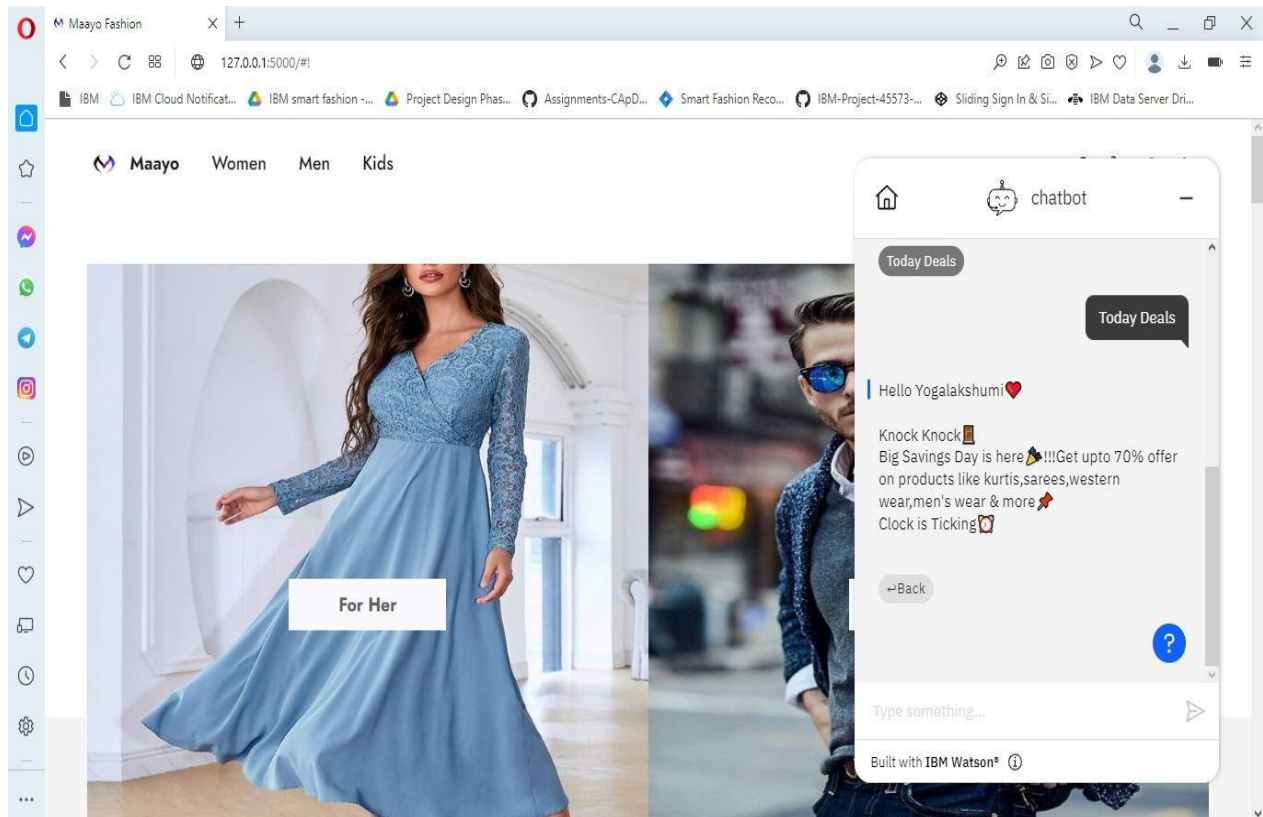 Maayo Fashion
127.0.0.1:5000/#!
IBM
IBM Cloud Notificat...
IBM smart fashion -...
Project Design Phas...
Assignments-CApD...
Smart Fashion Reco...
IBM-Project-45573-...
Sliding Sign In & Si...
IBM Data Server Dri...
Maayo
Women
Men
Kids
For Her
chatbot
Today Deals
Today Deals
Hello Yogalakshumi❤️
Knock Knock🚪
Big Savings Day is here🎉!!!Get upto 70% offer
on products like kurtis,sarees,western
wear,men's wear & more📌
Clock is Ticking⏰
↩Back
?
Type something...
Built with IBM Watson®